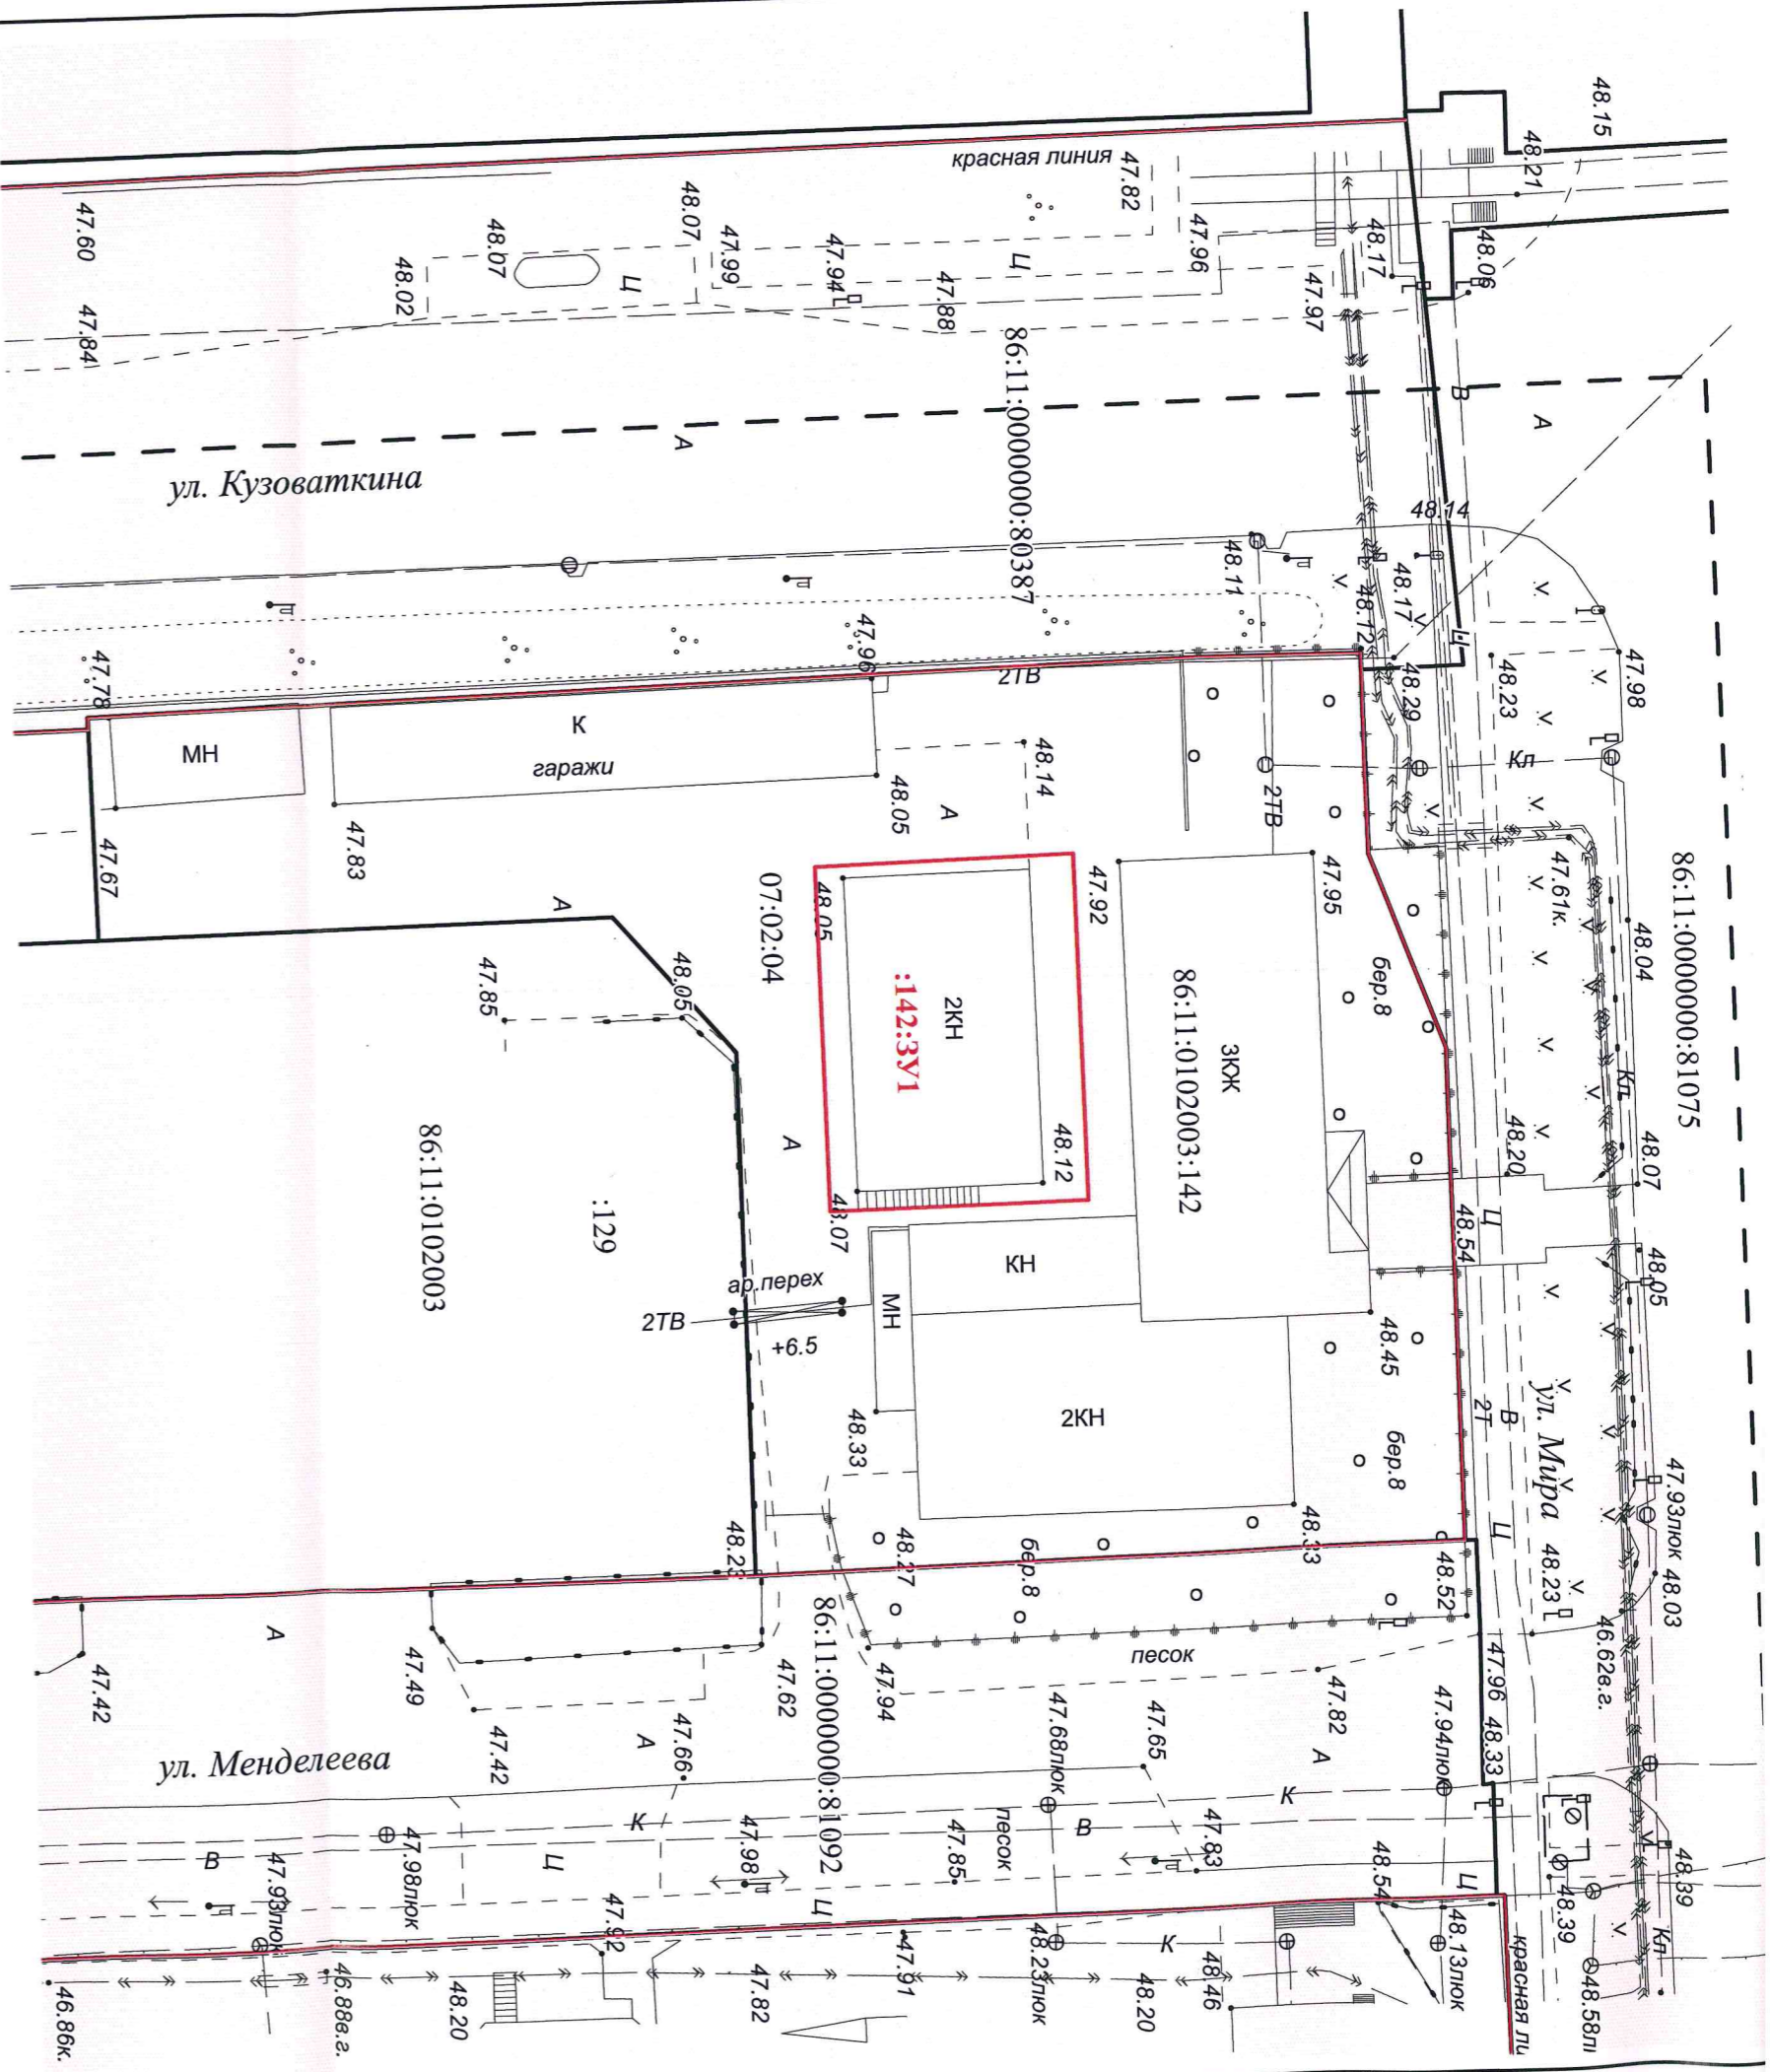 48.15
48.21
48.06
48.17
47.82
красная линия
47.96
47.97
Ц
47.88
47.94
47.99
48.07
Ц
48.07
48.02
47.60
47.84
В
А
А
86:11:0000000:80387
ул. Кузоваткина
48.14
48.17
48.11
48.12
Ц
48.29
48.23
47.98
47.96
47.78
2ТВ
МН
К
гаражи
48.14
48.05
А
2ТВ
Кл
47.67
47.83
А
47.95
47.92
47.61к.
86:11:0000000:81075
48.04
07:02:04
48.05
:142:ЗУ1
2КН
48.12
48.07
86:11:0102003:142
3КЖ
бер.8
Кл
48.20
48.07
48.05
47.85
48.05
А
86:11:0102003
:129
ар.перех
2ТВ
+6.5
МН
КН
2КН
48.33
48.45
бер.8
48.54
Ц
2Т
В
ул. Мира
Ц
48.23
47.93люк
48.03
46.62в.г.
48.23
48.27
бер.8
48.33
48.52
песок
47.96
48.33
А
47.42
47.49
47.42
А
47.66
47.62
86:11:0000000:81092
47.94
47.68люк
47.65
47.82
А
47.94люк
ул. Менделеева
В
47.93люк
47.98люк
Ц
К
47.98
Ц
47.85
песок
В
47.83
К
48.54
Ц
48.13люк
48.39
48.39
Кл
48.58лю
красная ли
46.86к.
46.88в.г.
48.20
47.92
47.82
47.91
48.23люк
К
48.20
48.46